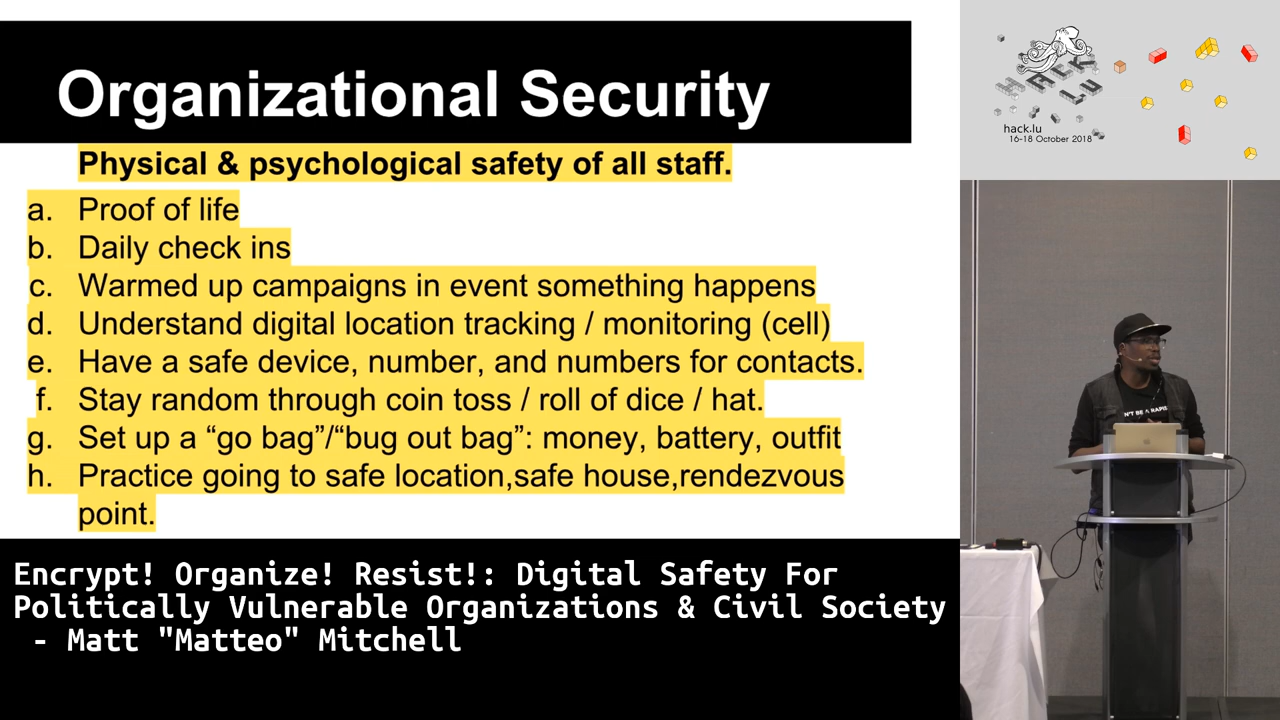 Organizational Security
Physical & psychological safety of all staff.
a. Proof of life
b. Daily check ins
c. Warmed up campaigns in event something happens
d. Understand digital location tracking / monitoring (cell)
e. Have a safe device, number, and numbers for contacts.
f. Stay random through coin toss / roll of dice / hat.
g. Set up a “go bag”/“bug out bag”: money, battery, outfit
h. Practice going to safe location,safe house,rendezvous
point.
Encrypt! Organize! Resist!: Digital Safety For
Politically Vulnerable Organizations & Civil Society
- Matt "Matteo" Mitchell
HACK
LU
hack.lu
16-18 October 2018
N'T BE A RAPIS